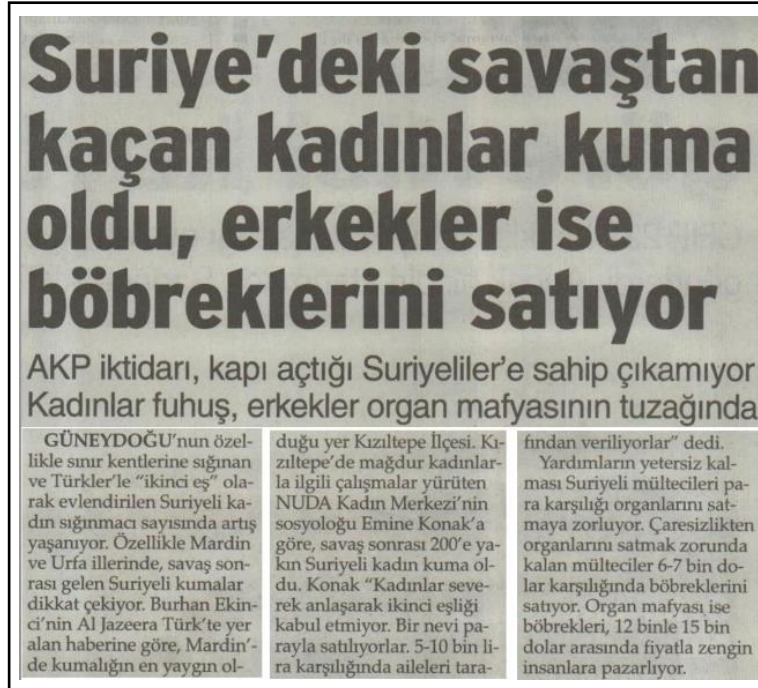 Suriye'deki savaştan
kaçan kadınlar kuma
oldu, erkekler ise
böbreklerini satıyor
AKP iktidarı, kapı açtığı Suriyeliler'e sahip çıkamıyor
Kadınlar fuhuş, erkekler organ mafyasının tuzağında
GÜNEYDOĞU'nun özel-
likle sınır kentlerine sığınan
ve Türkler'le "ikinci eş" ola-
rak evlendirilen Suriyeli ka-
dın sığınmacı sayısında artış
yaşanıyor. Özellikle Mardin
ve Urfa illerinde, savaş son-
rası gelen Suriyeli kumalar
dikkat çekiyor. Burhan Ekin-
ci'nin Al Jazeera Türk'te yer
alan haberine göre, Mardin'-
de kumalığın en yaygın ol-
duğu yer Kızıltepe İlçesi. Kı-
zıltepe'de mağdur kadınlar-
la ilgili çalışmalar yürüten
NUDA Kadın Merkezi'nin
sosyoloğu Emine Konak'a
göre, savaş sonrası 200'e ya-
kın Suriyeli kadın kuma ol-
du. Konak "Kadınlar seve-
rek anlaşarak ikinci eşliği
kabul etmiyor. Bir nevi pa-
rayla satılıyorlar. 5-10 bin li-
ra karşılığında aileleri tara-
fından veriliyorlar" dedi.
Yardımların yetersiz kal-
ması Suriyeli mültecileri pa-
ra karşılığı organlarını sat-
maya zorluyor. Çaresizlikten
organlarını satmak zorunda
kalan mülteciler 6-7 bin do-
lar karşılığında böbreklerini
satıyor. Organ mafyası ise
böbrekleri, 12 binle 15 bin
dolar arasında fiyatla zengin
insanlara pazarlıyor.